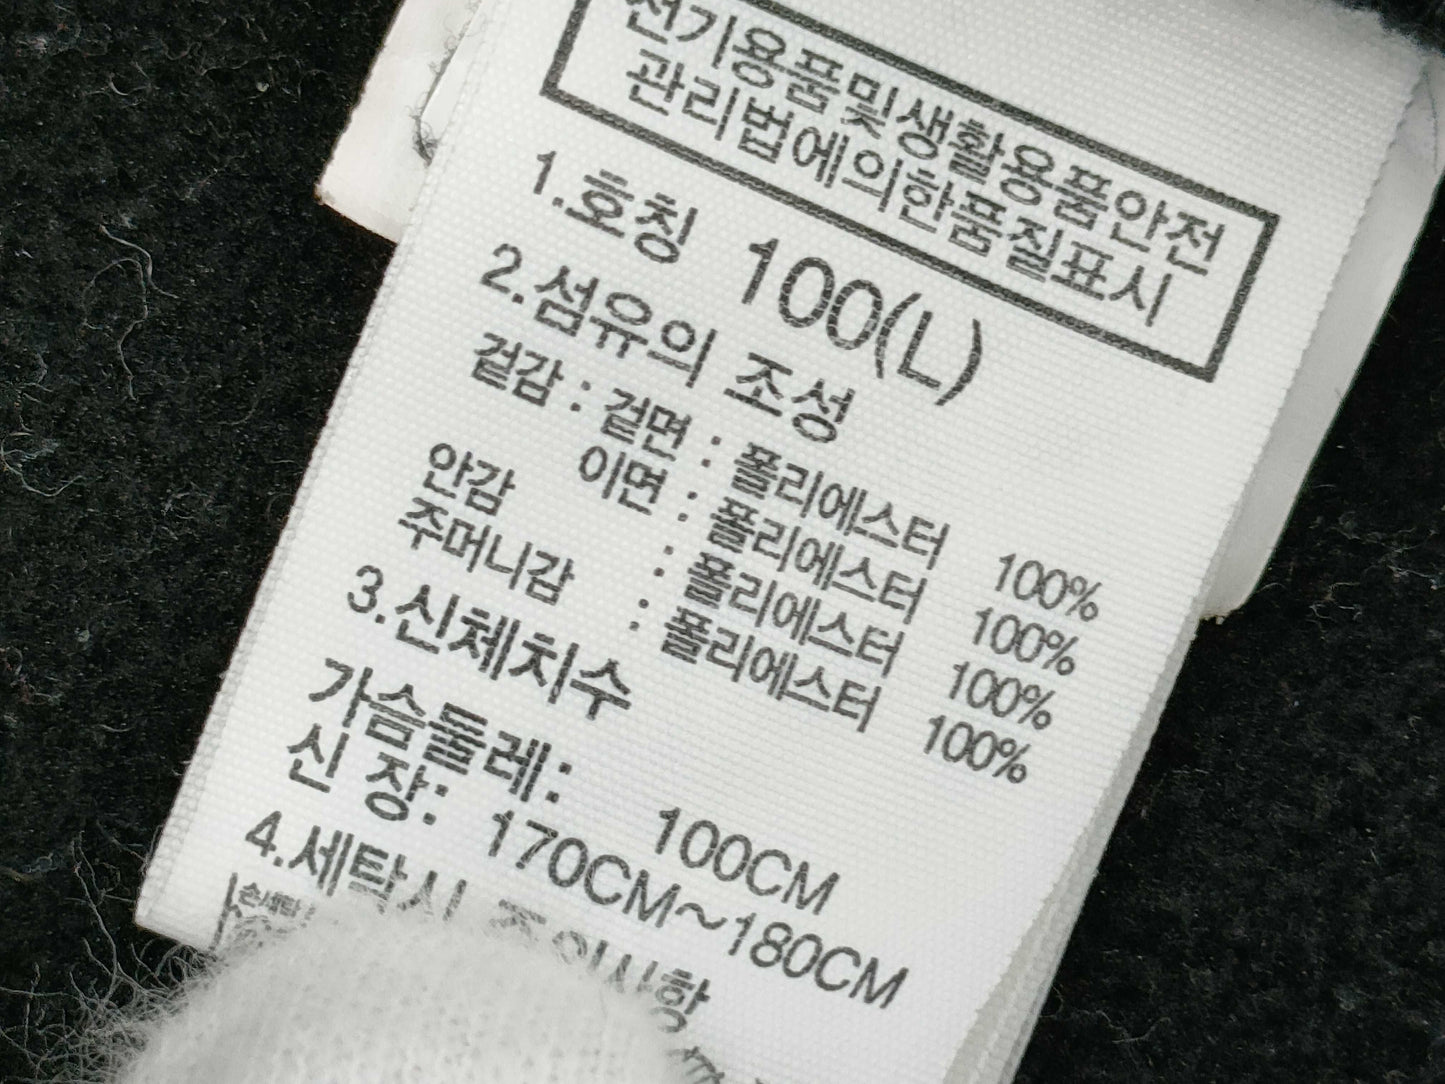 전기용품및생활용품안전
관리법에의한품질표시
1.호칭 100(L)
2.섬유의 조성
겉감 : 겉면 : 폴리에스터 100%
이면 : 폴리에스터 100%
안감 : 폴리에스터 100%
주머니감 : 폴리에스터 100%
3.신체치수
가슴둘레: 100CM
신 장: 170CM~180CM
4.세탁시 주의사항
손세탁